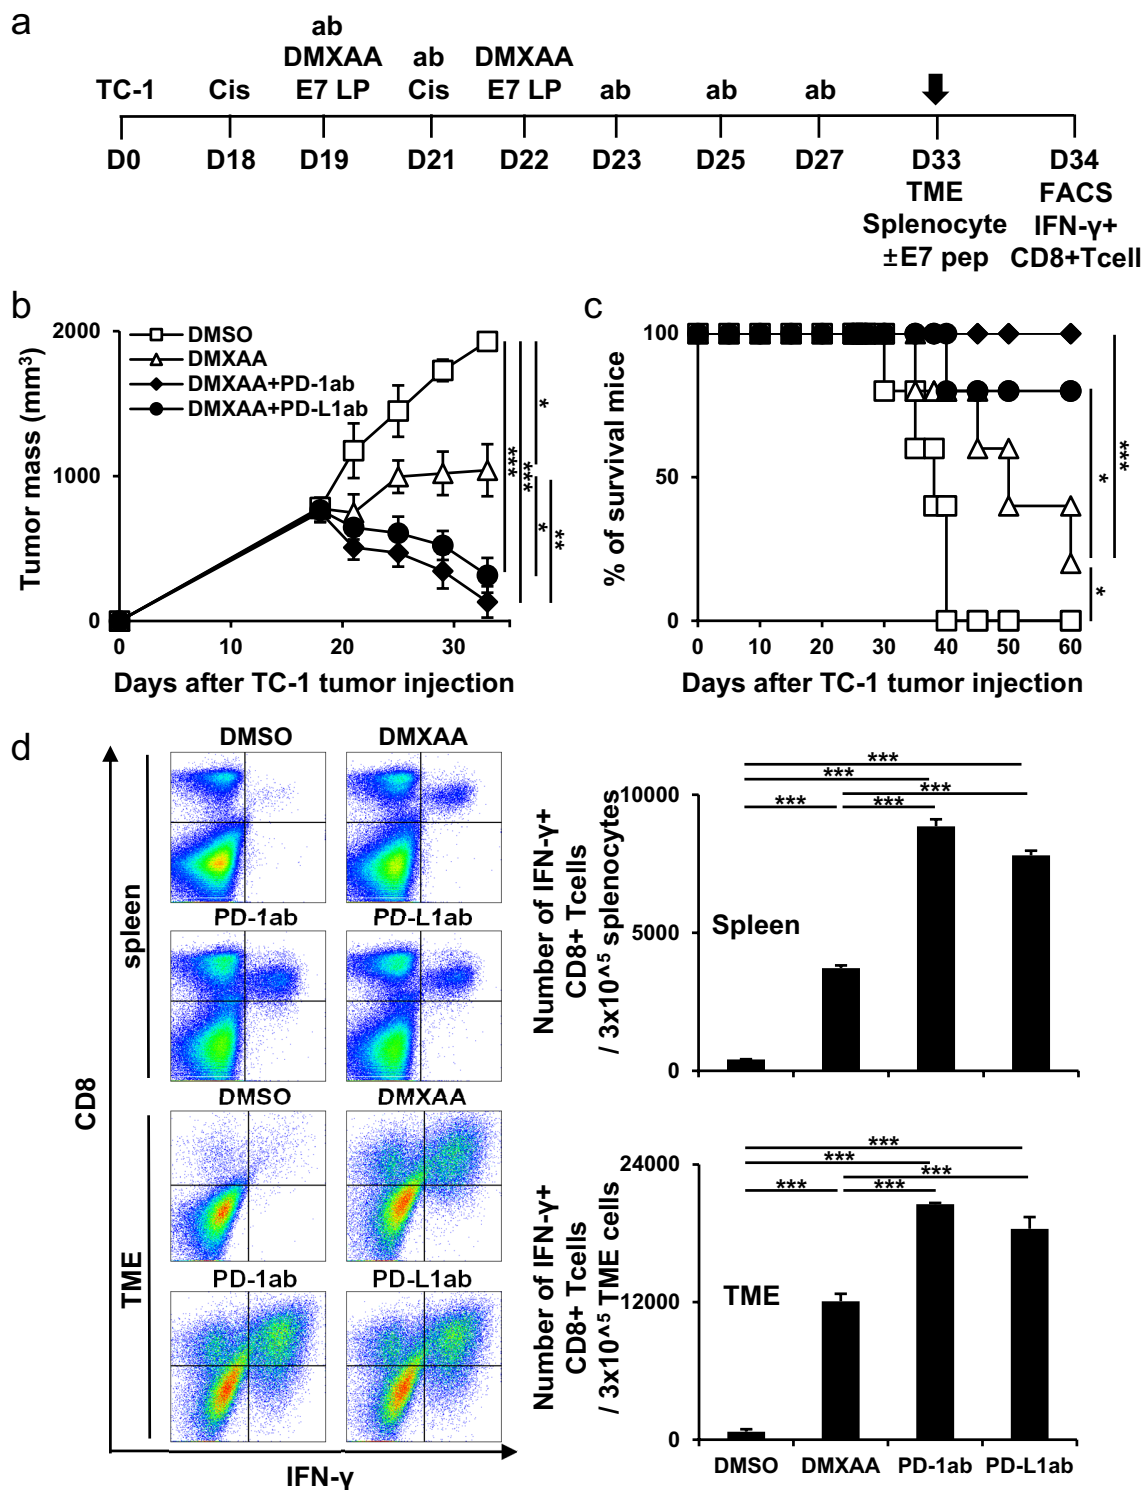 a
ab
DMXAA ab DMXAA
TC-1 Cis E7 LP Cis E7 LP ab ab ab
D0 D18 D19 D21 D22 D23 D25 D27 D33 D34
TME FACS
Splenocyte IFN-γ+
±E7 pep CD8+Tcell
b
2000
1000
0
Tumor mass (mm³)
DMSO
DMXAA
DMXAA+PD-1ab
DMXAA+PD-L1ab
*
***
***
*
**
0 20 30
Days after TC-1 tumor injection
c
100
50
0
% of survival mice
***
*
*
0 10 20 30 40 50 60
Days after TC-1 tumor injection
d
DMSO DMXAA
PD-1ab PD-L1ab
spleen
DMSO DMXAA
PD-1ab PD-L1ab
TME
CD8
IFN-γ
Number of IFN-γ+
CD8+ Tcells
/ 3x10^5 splenocytes
10000
5000
0
Spleen
***
***
***
*** ***
Number of IFN-γ+
CD8+ Tcells
/ 3x10^5 TME cells
24000
12000
0
TME
***
***
***
*** ***
DMSO DMXAA PD-1ab PD-L1ab